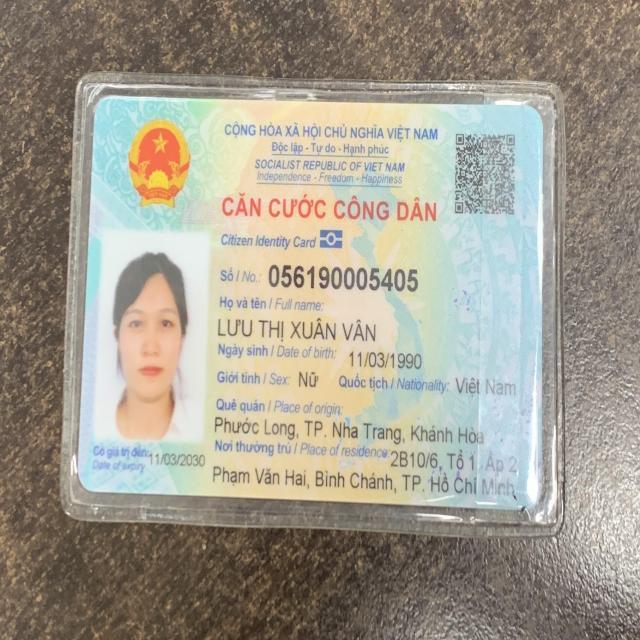 CỘNG HÒA XÃ HỘI CHỦ NGHĨA VIỆT NAM
Độc lập - Tự do - Hạnh phúc
SOCIALIST REPUBLIC OF VIET NAM
Independence - Freedom - Happiness
CĂN CƯỚC CÔNG DÂN
Citizen Identity Card
Số / No.: 056190005405
Họ và tên / Full name:
LƯU THỊ XUÂN VÂN
Ngày sinh / Date of birth: 11/03/1990
Giới tính / Sex: Nữ Quốc tịch / Nationality: Việt Nam
Quê quán / Place of origin:
Phước Long, TP. Nha Trang, Khánh Hòa
Nơi thường trú / Place of residence: 2B10/6, Tổ 1, Ấp 2
Phạm Văn Hai, Bình Chánh, TP. Hồ Chí Minh
Có giá trị đến: 11/03/2030
Date of expiry